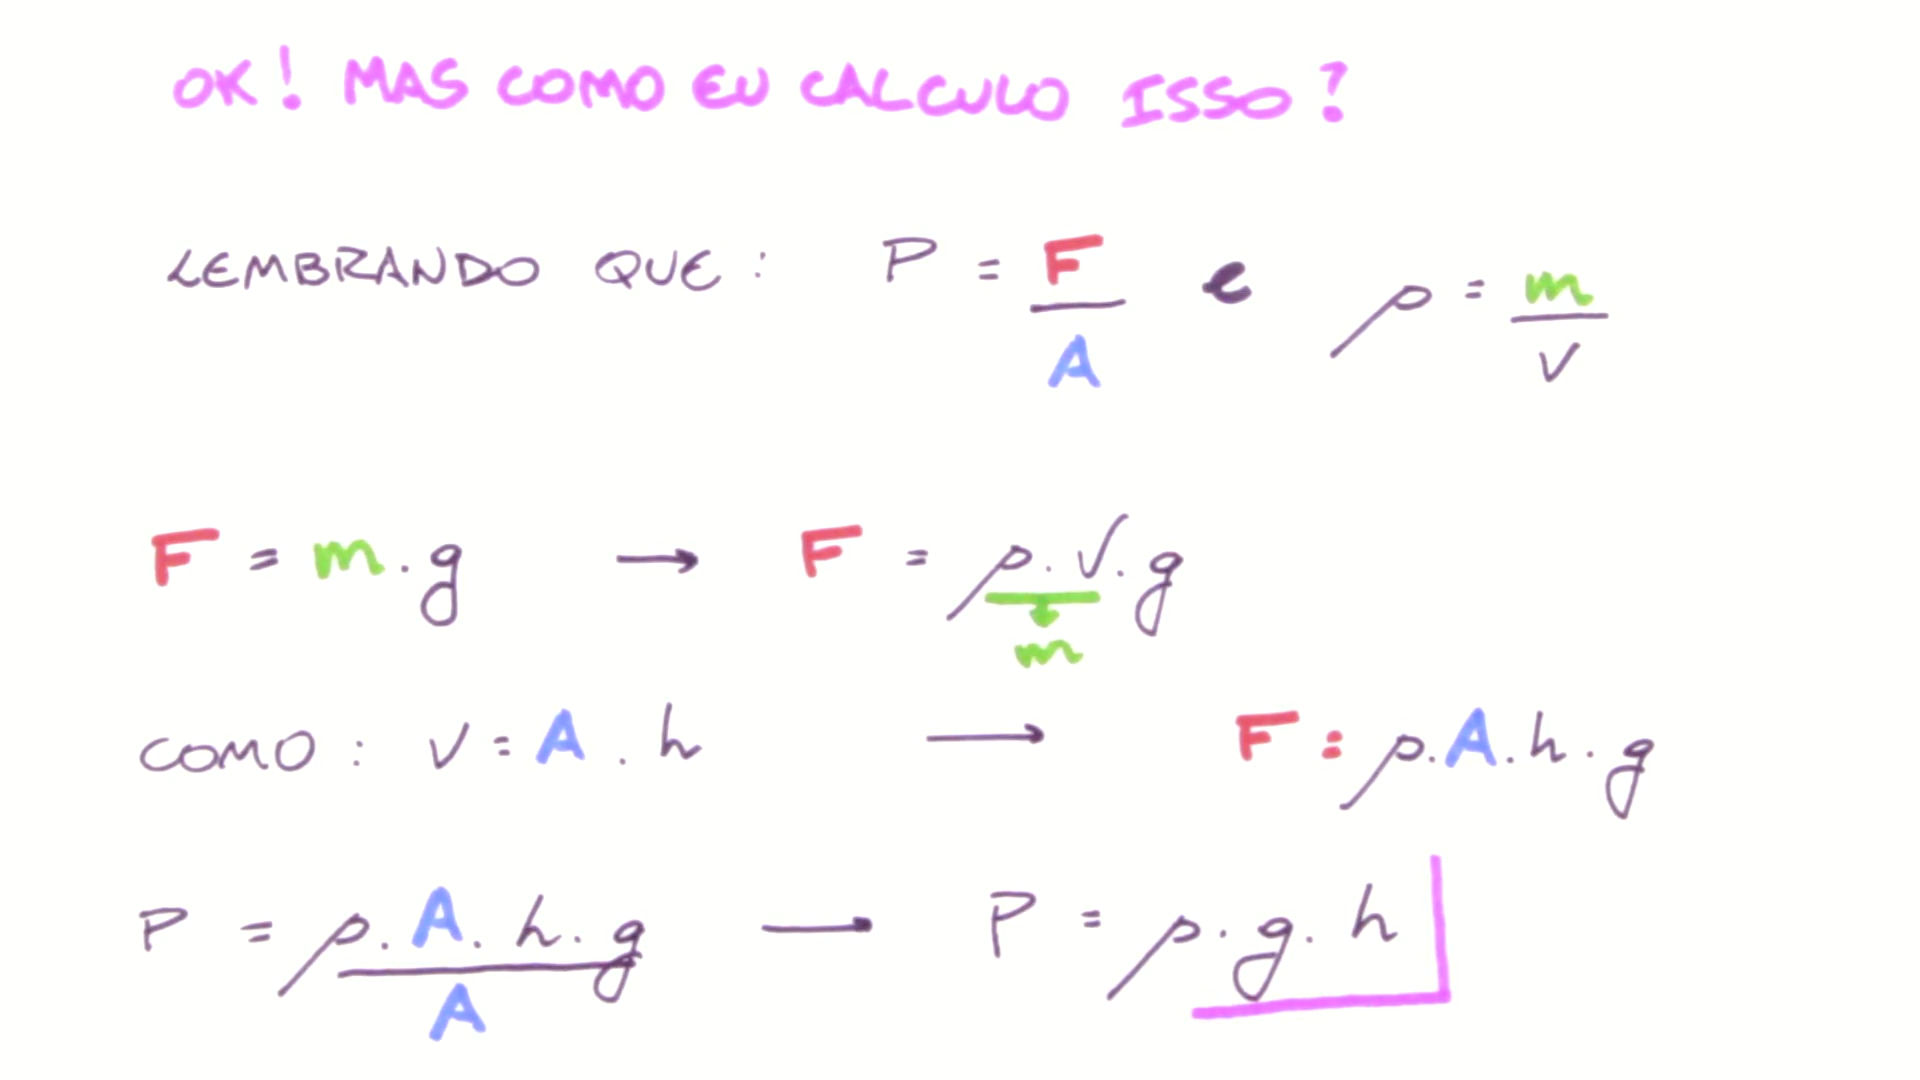 OK! MAS COMO EU CALCULO ISSO?
LEMBRANDO QUE: P = F/A e ρ = m/V
F = m.g → F = ρ.V.g
m
COMO: V = A.h → F = ρ.A.h.g
P = ρ.A.h.g/A → P = ρ.g.h